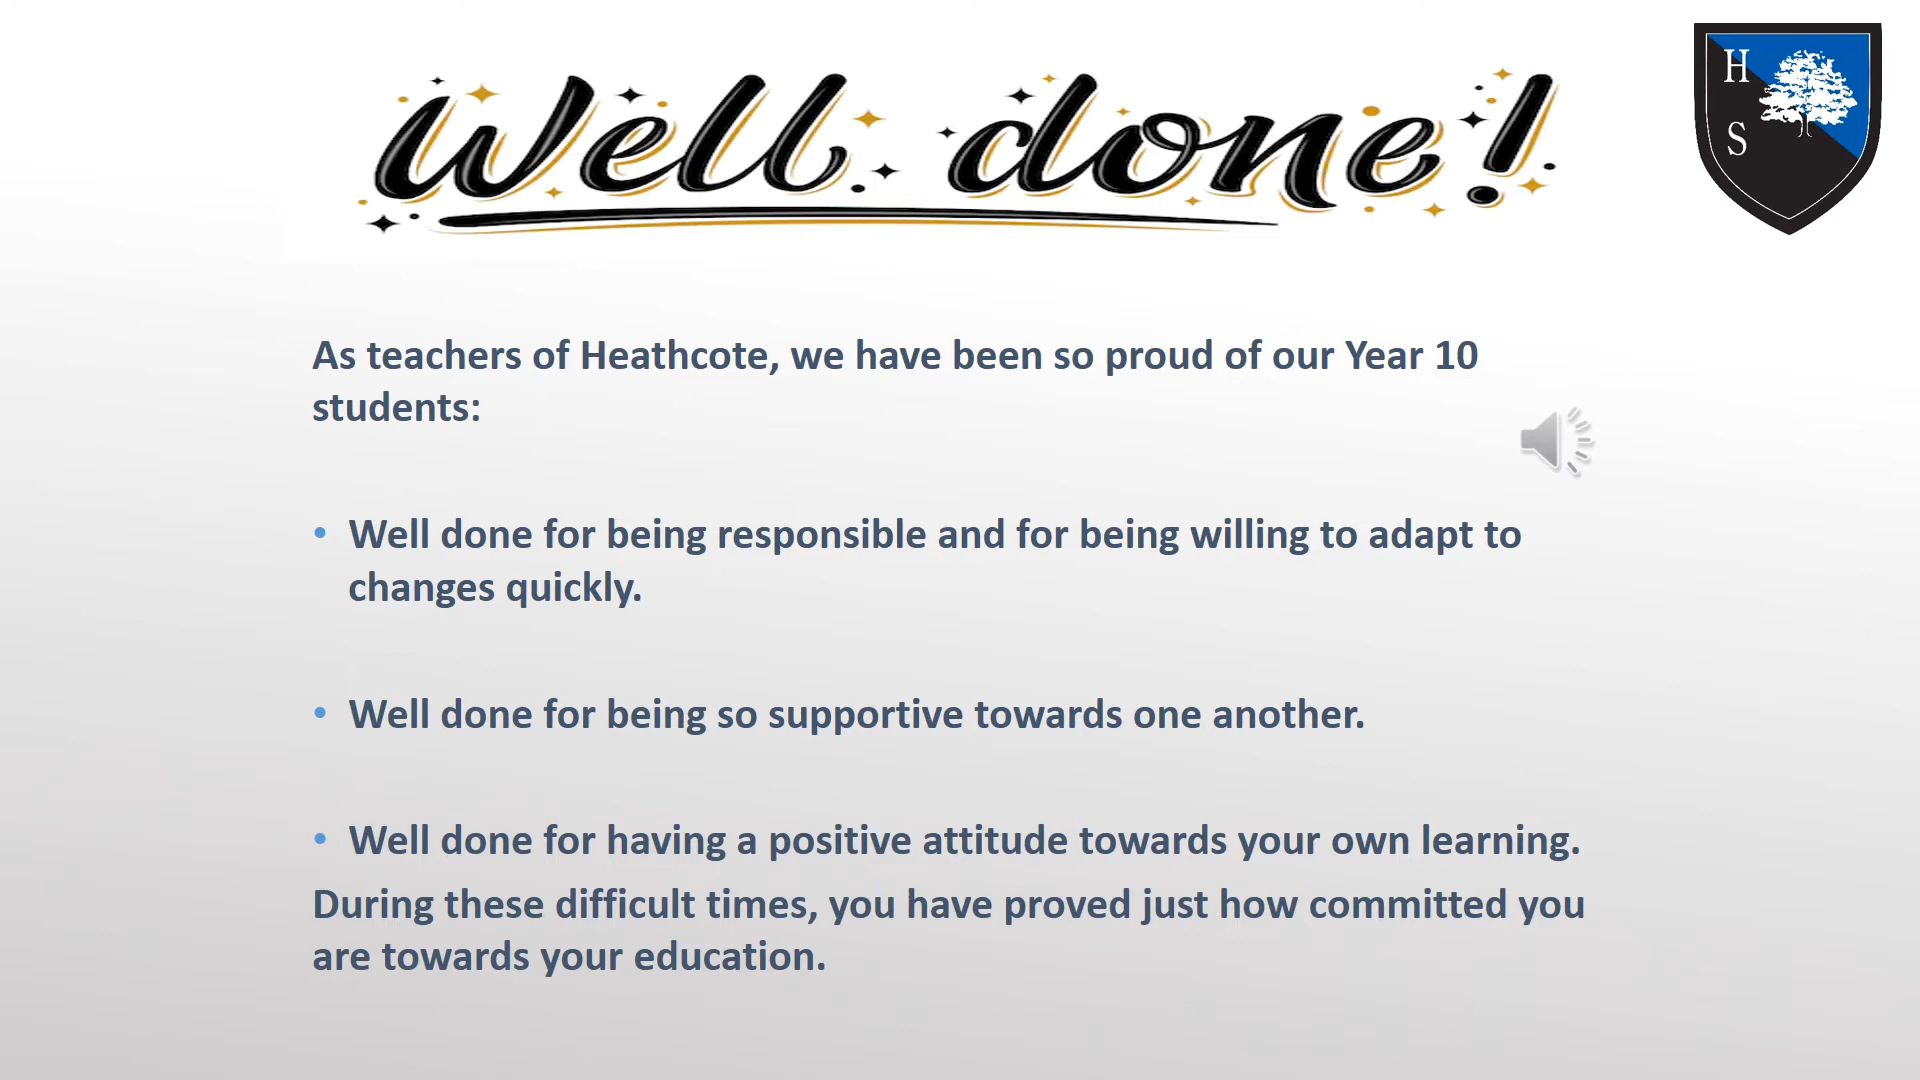 Well done!
H
S
As teachers of Heathcote, we have been so proud of our Year 10
students:
• Well done for being responsible and for being willing to adapt to
changes quickly.
• Well done for being so supportive towards one another.
• Well done for having a positive attitude towards your own learning.
During these difficult times, you have proved just how committed you
are towards your education.